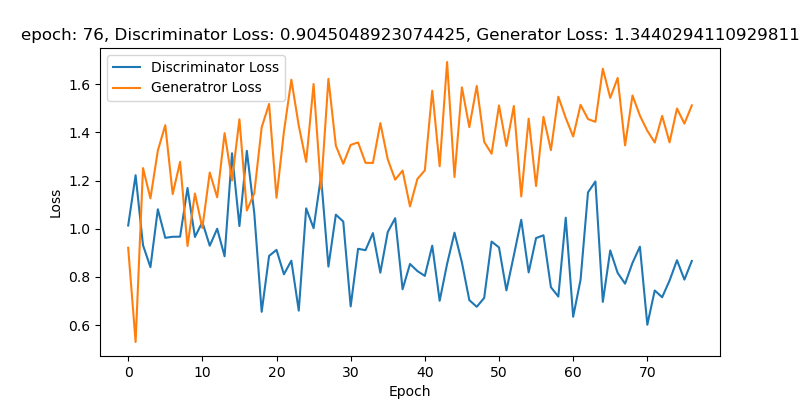 epoch: 76, Discriminator Loss: 0.9045048923074425, Generator Loss: 1.3440294110929811
Discriminator Loss
Generatror Loss
1.6
1.4
1.2
1.0
0.8
0.6
Loss
0 10 20 30 40 50 60 70
Epoch